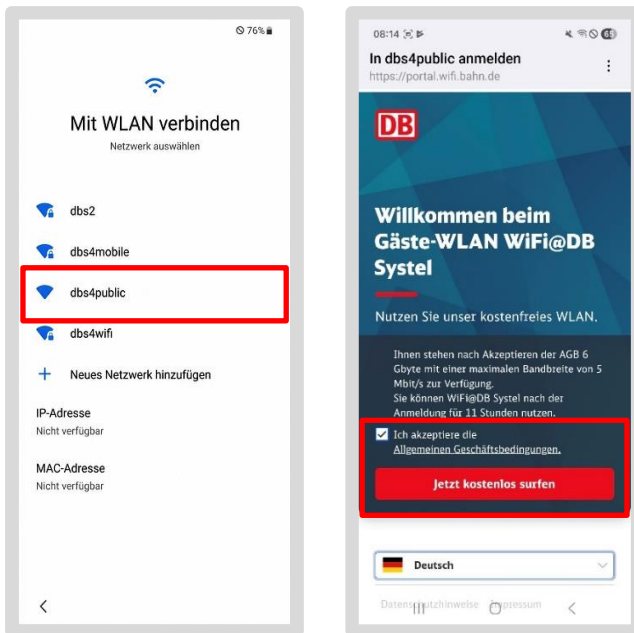 76%
Mit WLAN verbinden
Netzwerk auswählen
dbs2
dbs4mobile
dbs4public
dbs4wifi
+ Neues Netzwerk hinzufügen
IP-Adresse
Nicht verfügbar
MAC-Adresse
Nicht verfügbar
08:14
In dbs4public anmelden
https://portal.wifi.bahn.de
DB
Willkommen beim
Gäste-WLAN WiFi@DB
Systel
Nutzen Sie unser kostenfreies WLAN.
Ihnen stehen nach Akzeptieren der AGB 6
Gbyte mit einer maximalen Bandbreite von 5
Mbit/s zur Verfügung.
Sie können WiFi@DB Systel nach der
Anmeldung für 11 Stunden nutzen.
Ich akzeptiere die
Allgemeinen Geschäftsbedingungen.
Jetzt kostenlos surfen
Deutsch
Datenschutzhinweise Impressum